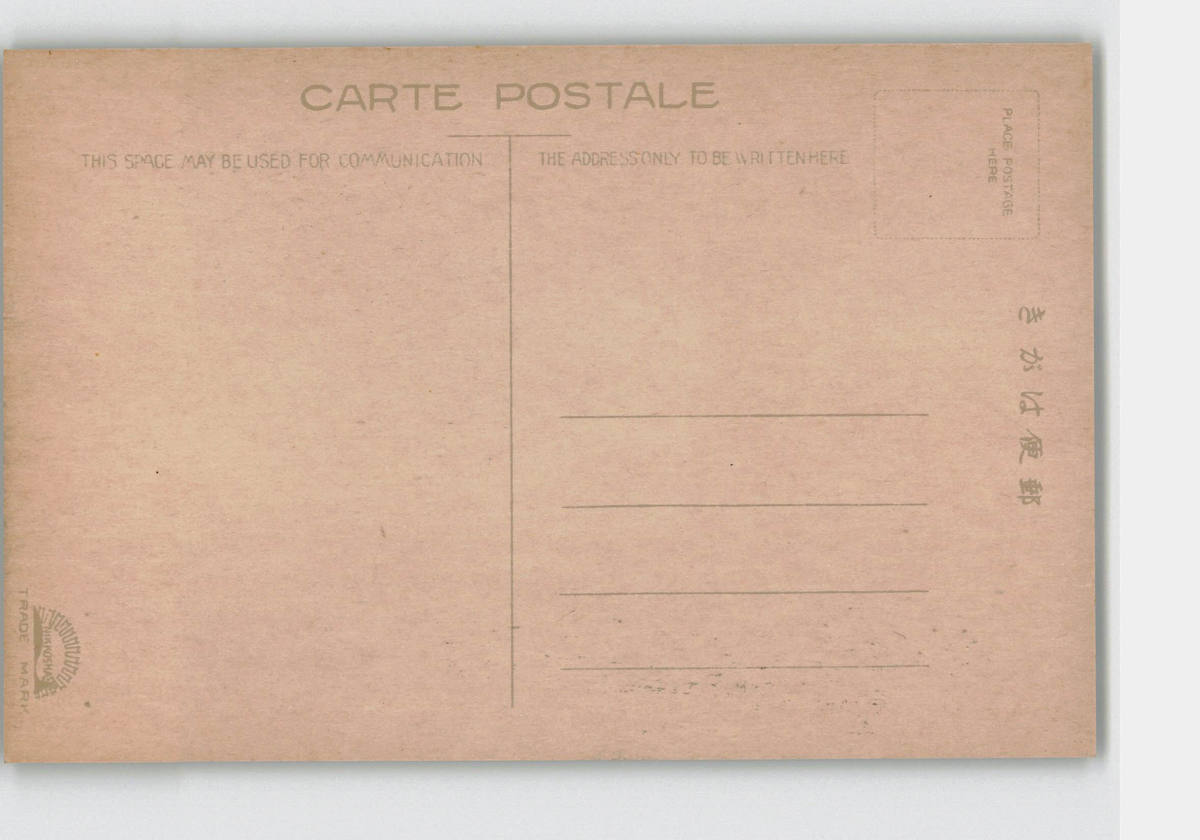 CARTE POSTALE
THIS SPACE MAY BE USED FOR COMMUNICATION
THE ADDRESS ONLY TO BE WRITTEN HERE
PLACE POSTAGE
HERE
きがは便郵
TRADE MARK